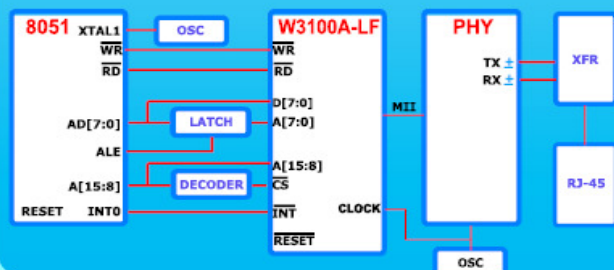 8051
XTAL1
WR
RD
AD[7:0]
ALE
A[15:8]
RESET INT0
OSC
LATCH
DECODER
W3100A-LF
WR
RD
D[7:0]
A[7:0]
A[15:8]
CS
INT
RESET
CLOCK
MII
PHY
TX ±
RX ±
OSC
XFR
RJ-45